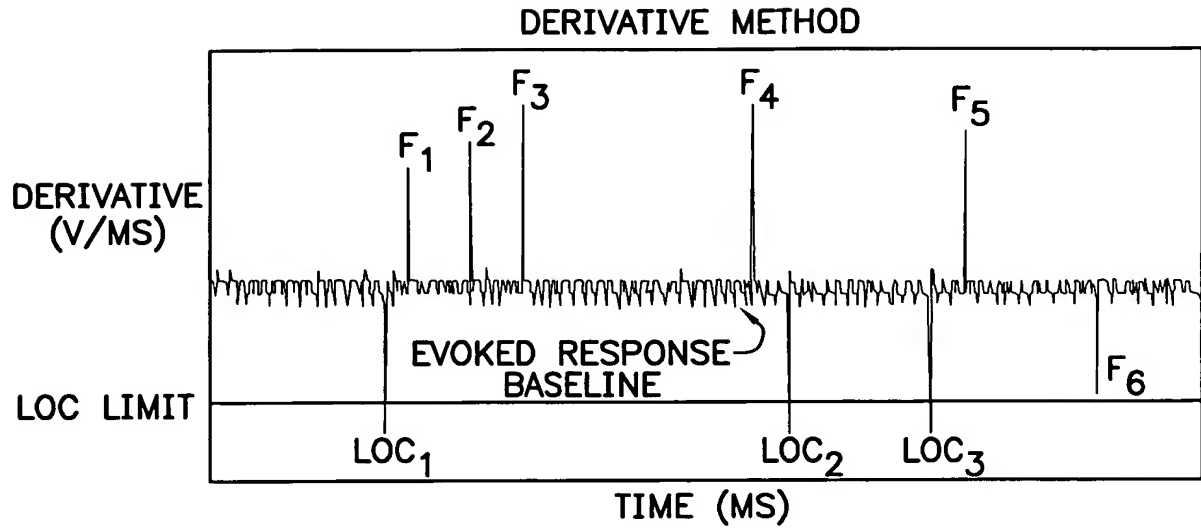 DERIVATIVE METHOD
F1
F2
F3
F4
F5
DERIVATIVE
(V/MS)
EVOKED RESPONSE
BASELINE
F6
LOC LIMIT
LOC1
LOC2
LOC3
TIME (MS)